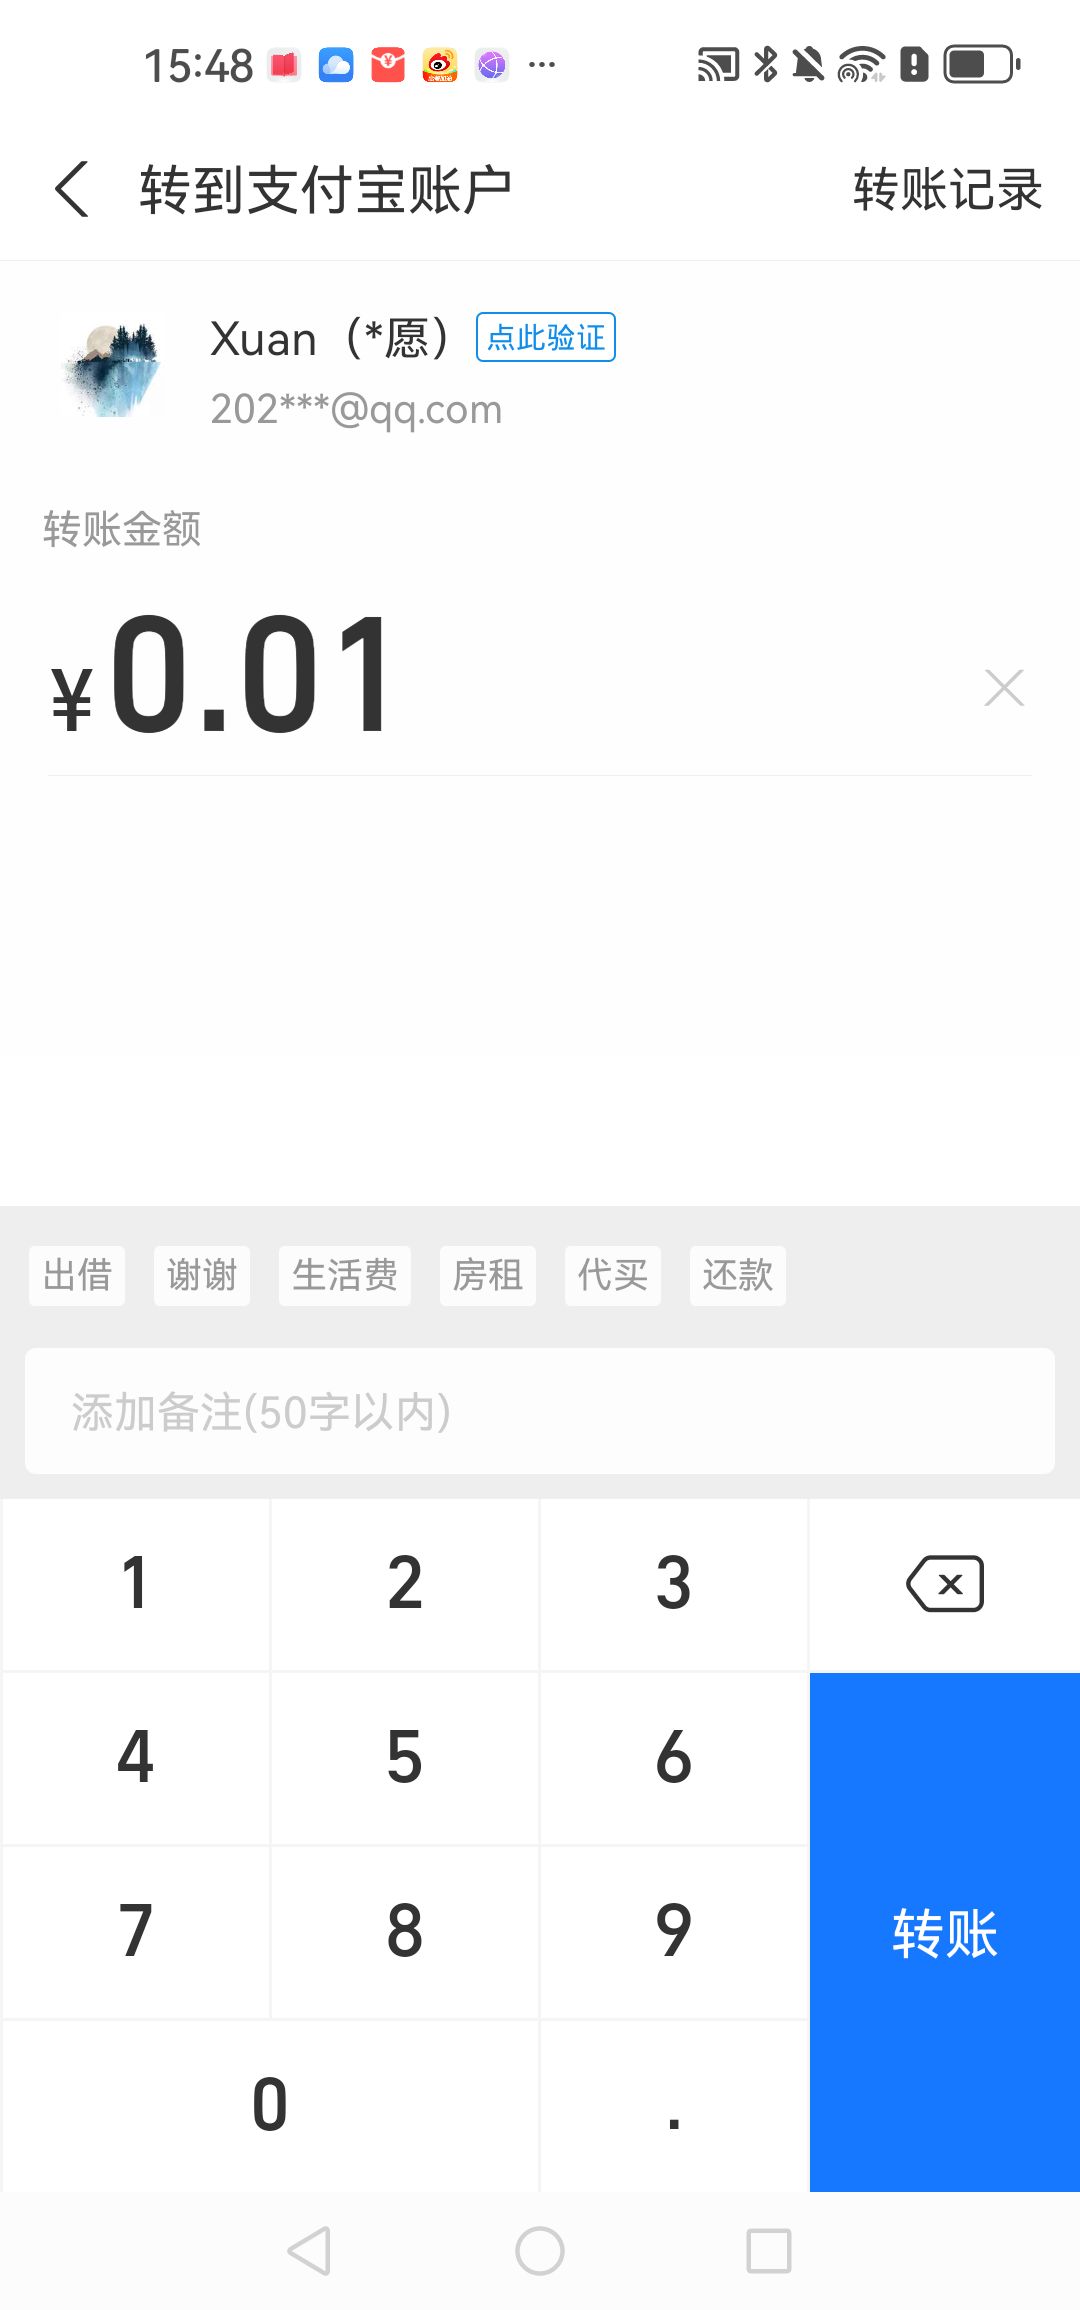 15:48
转到支付宝账户
转账记录
Xuan（*愿） 点此验证
202***@qq.com
转账金额
¥0.01
出借 谢谢 生活费 房租 代买 还款
添加备注(50字以内)
1 2 3
4 5 6
7 8 9
转账
0 .